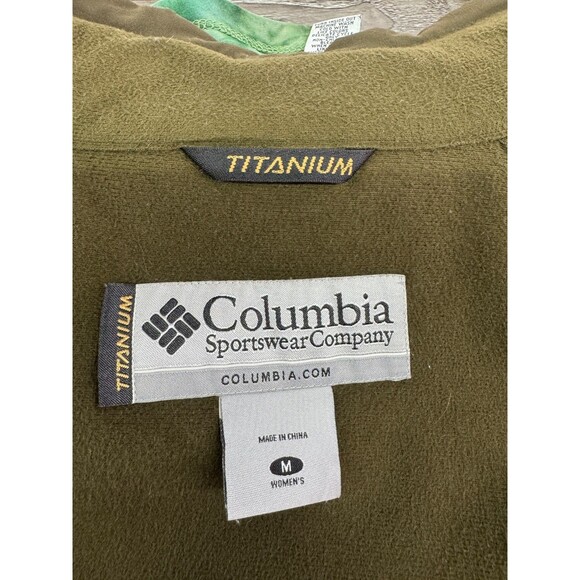 TITANIUM
TITANIUM
Columbia
Sportswear Company
COLUMBIA.COM
MADE IN CHINA
M
WOMEN'S